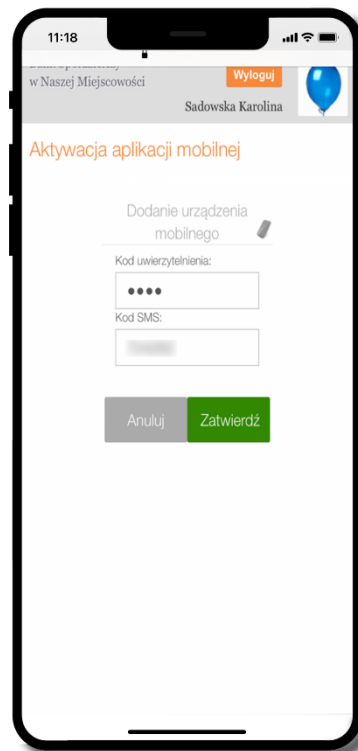 11:18
w Naszej Miejscowości
Wyloguj
Sadowska Karolina
Aktywacja aplikacji mobilnej
Dodanie urządzenia
mobilnego
Kod uwierzytelnienia:
••••
Kod SMS:
Anuluj
Zatwierdź